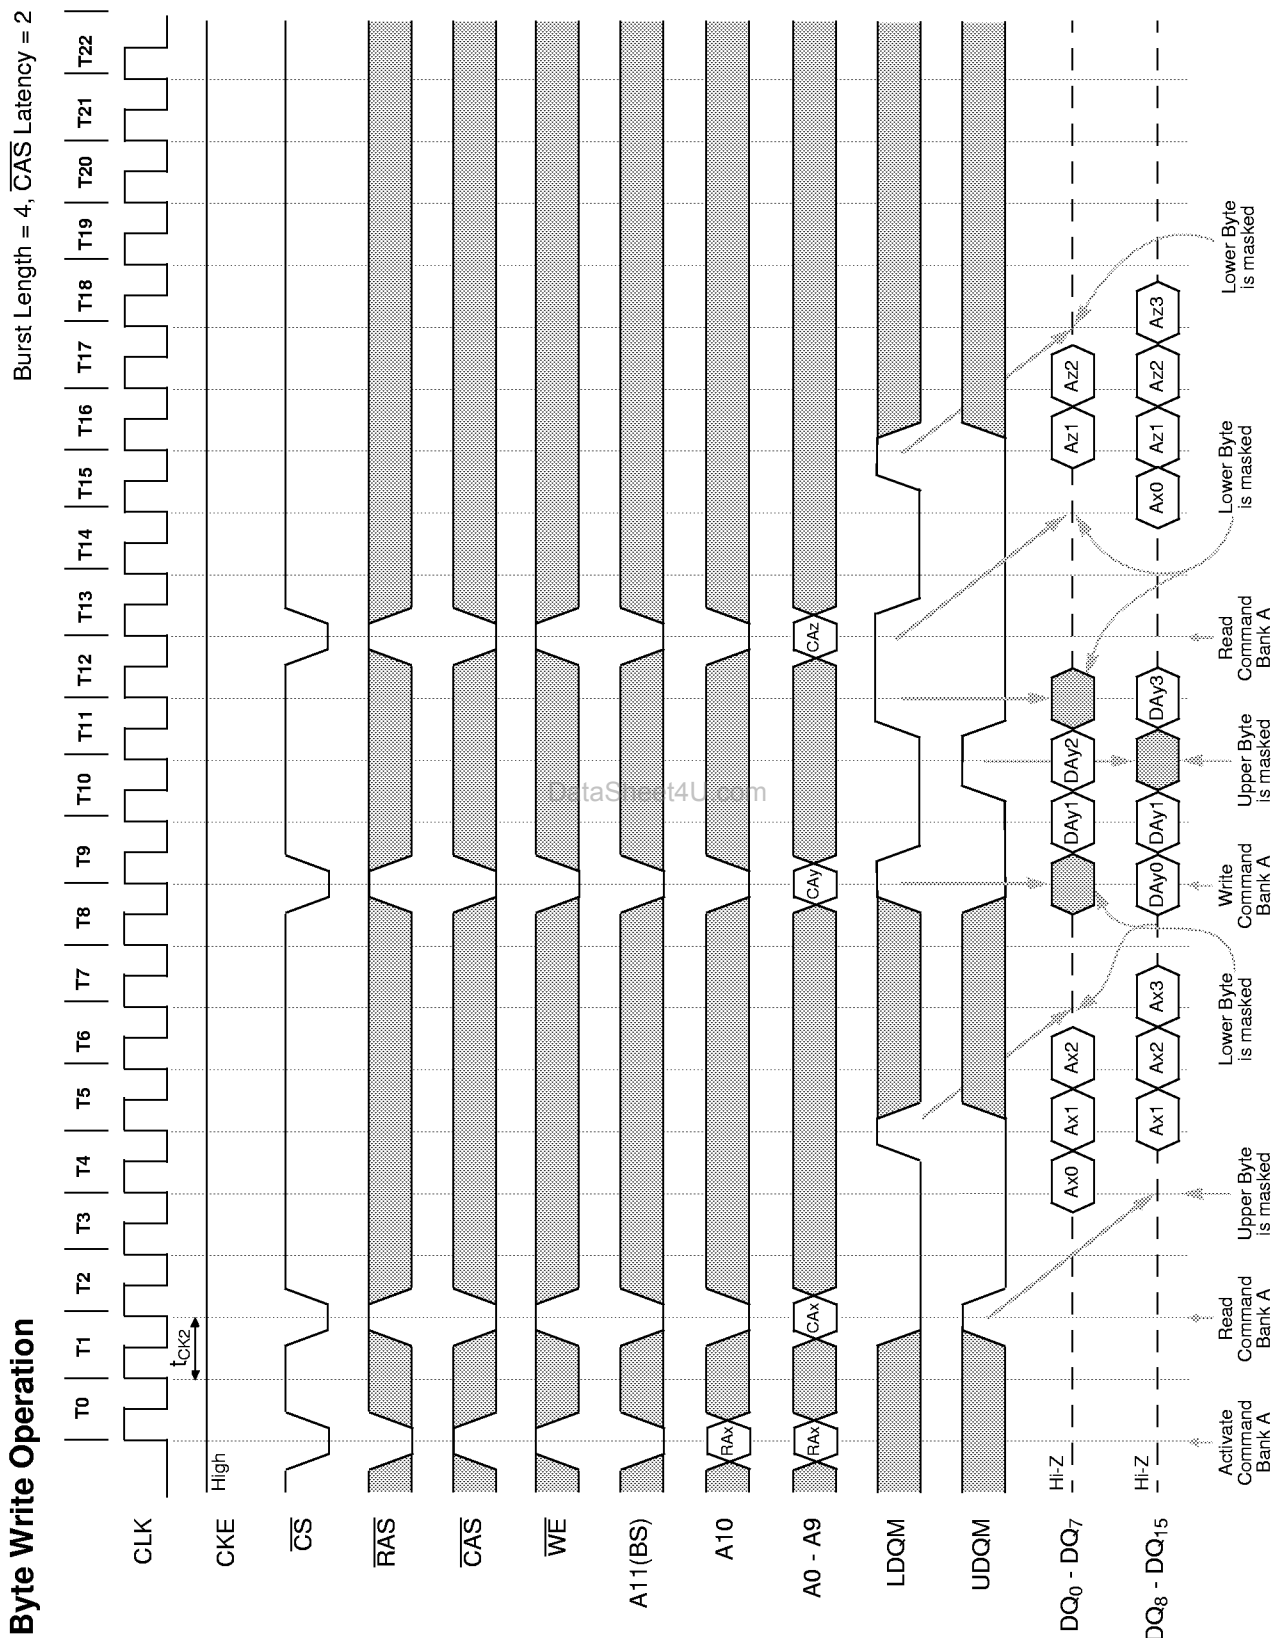 Byte Write Operation
Burst Length = 4, CAS Latency = 2
T0 T1 T2 T3 T4 T5 T6 T7 T8 T9 T10 T11 T12 T13 T14 T15 T16 T17 T18 T19 T20 T21 T22
CLK
tCK2
CKE
High
CS
RAS
CAS
WE
A11(BS)
A10
RAx
A0 - A9
RAx CAx CAy CAz
LDQM
UDQM
DQ0 - DQ7
Hi-Z
Ax0 Ax1 Ax2 DAy1 DAy2 Az1 Az2
DQ8 - DQ15
Hi-Z
Ax1 Ax2 Ax3 DAy0 DAy1 DAy3 Ax0 Az1 Az2 Az3
Activate
Command
Bank A
Read
Command
Bank A
Upper Byte
is masked
Lower Byte
is masked
Write
Command
Bank A
Upper Byte
is masked
Read
Command
Bank A
Lower Byte
is masked
Lower Byte
is masked
DataSheet4U.com